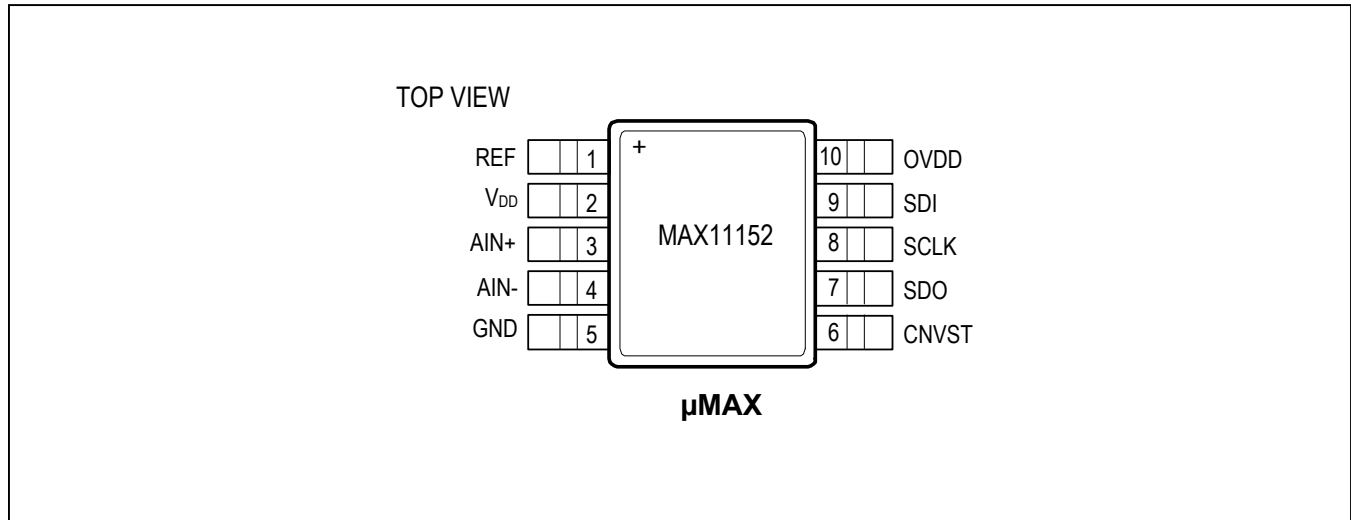 TOP VIEW
REF 1 + 10 OVDD
VDD 2 9 SDI
AIN+ 3 MAX11152 8 SCLK
AIN- 4 7 SDO
GND 5 6 CNVST
µMAX